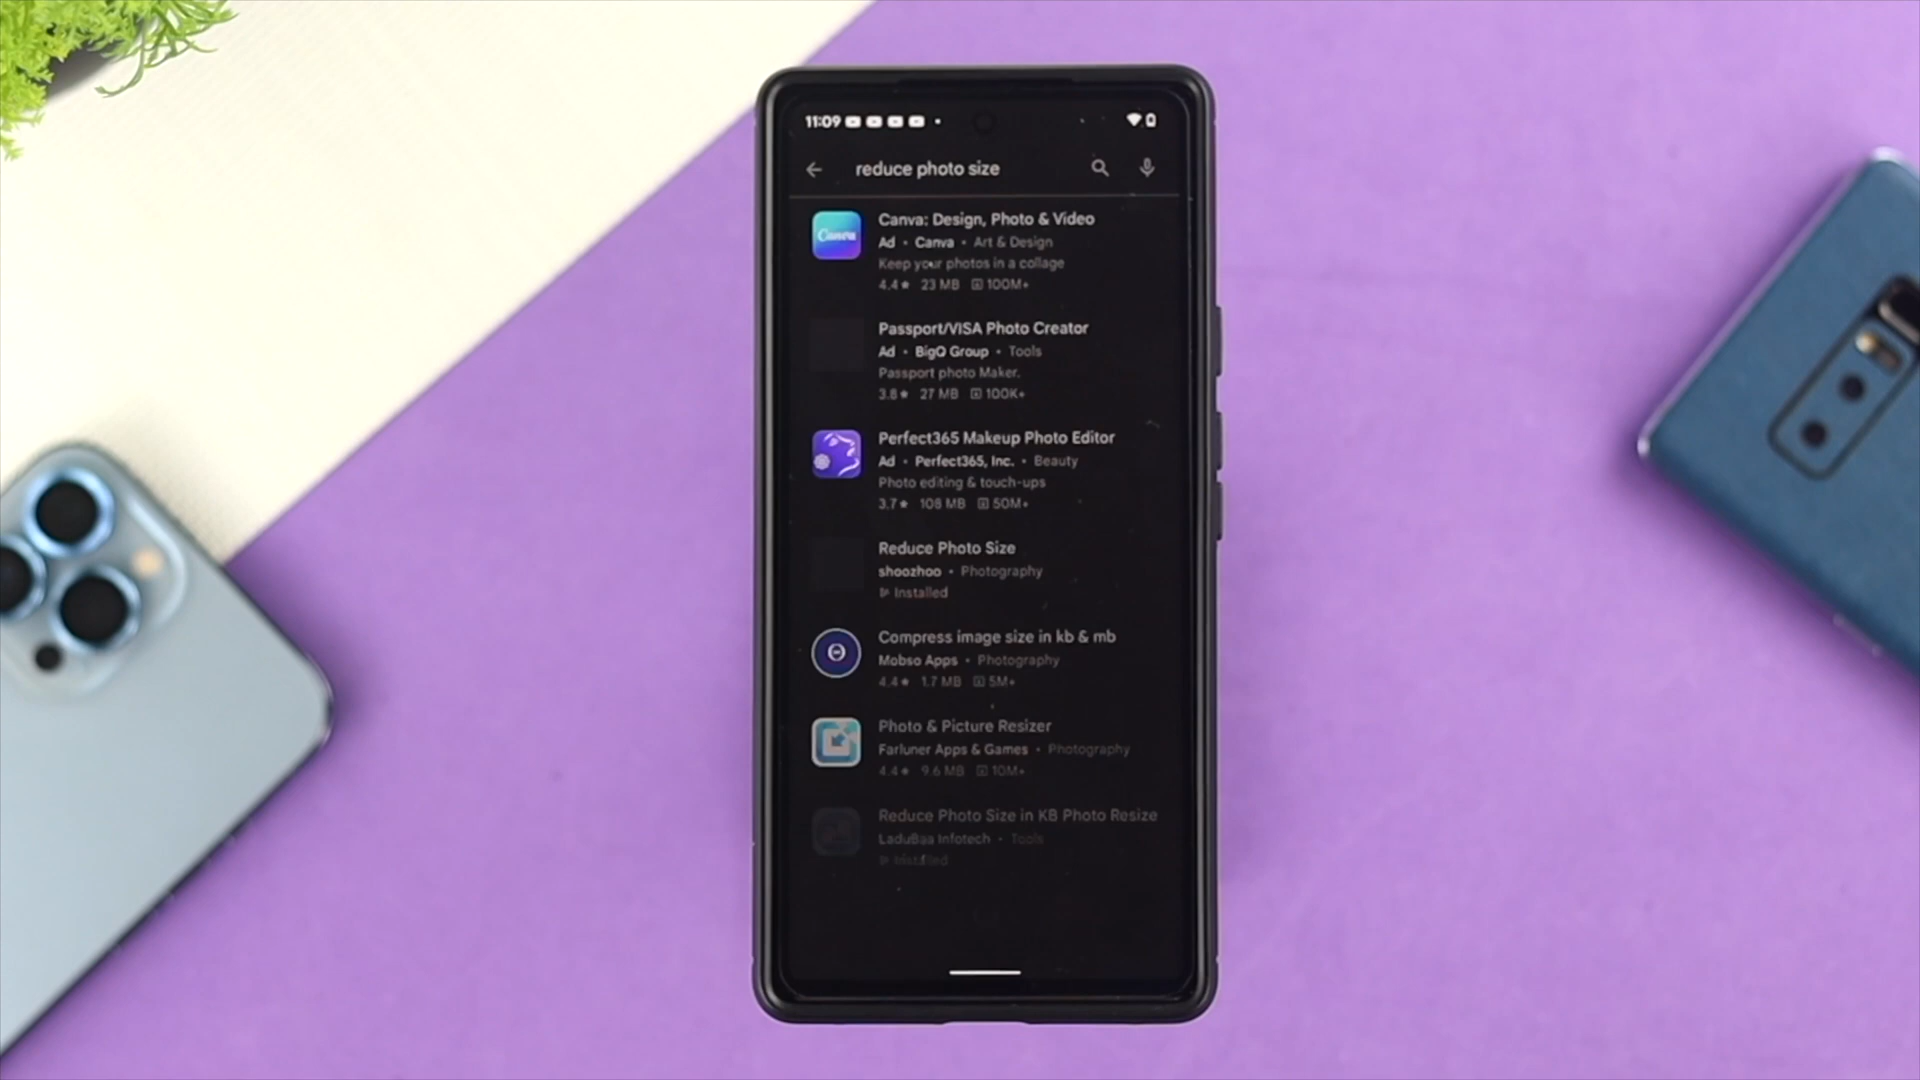 11:09
reduce photo size
Canva
Canva: Design, Photo & Video
Ad • Canva • Art & Design
Keep your photos in a collage
4.4★ 23 MB 100M+
Passport/VISA Photo Creator
Ad • BigQ Group • Tools
Passport photo Maker.
3.8★ 27 MB 100K+
Perfect365 Makeup Photo Editor
Ad • Perfect365, Inc. • Beauty
Photo editing & touch-ups
3.7★ 108 MB 50M+
Reduce Photo Size
shoozhoo • Photography
Installed
Compress image size in kb & mb
Mobso Apps • Photography
4.4★ 1.7 MB 5M+
Photo & Picture Resizer
Farluner Apps & Games • Photography
4.4★ 9.6 MB 10M+
Reduce Photo Size in KB Photo Resize
LaduBaa Infotech • Tools
Installed